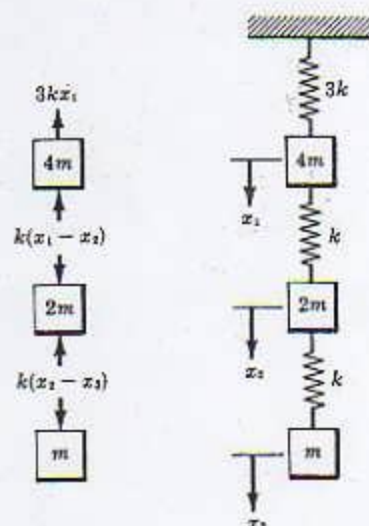 3kx₁
4m
k(x₁ − x₂)
2m
k(x₂ − x₃)
m
3k
4m
x₁
k
2m
x₂
k
m